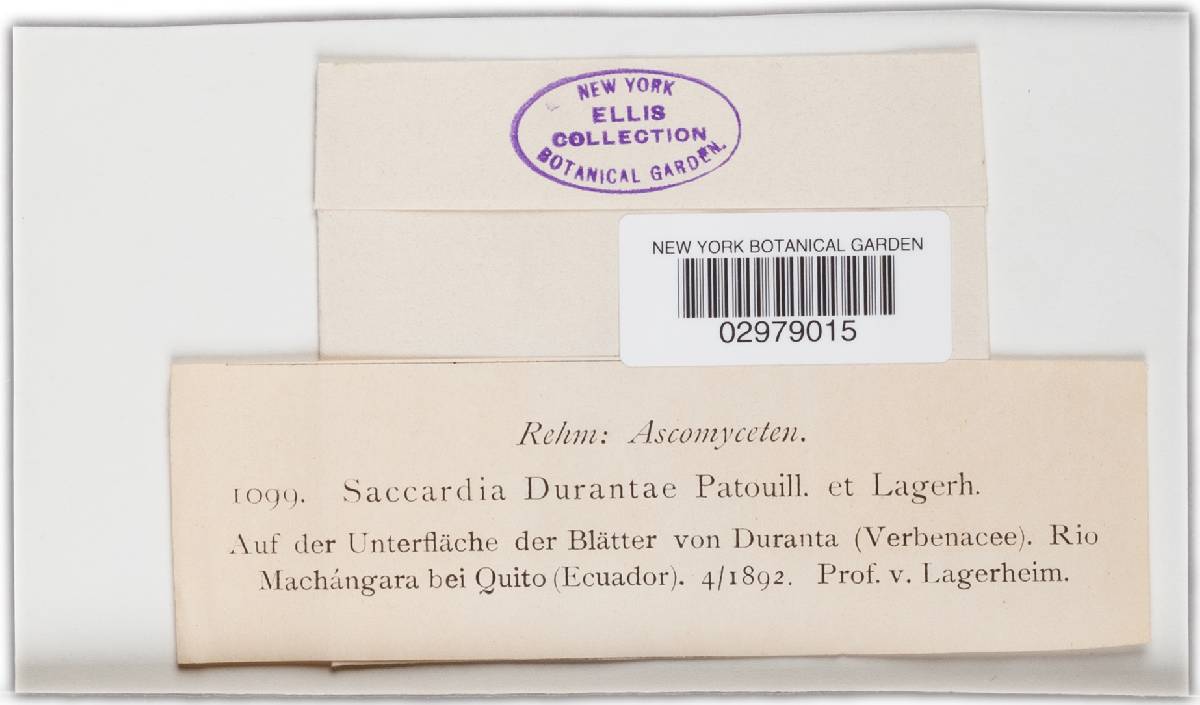 NEW YORK
ELLIS
COLLECTION
BOTANICAL GARDEN.
NEW YORK BOTANICAL GARDEN
02979015
Rehm: Ascomyceten.
1099. Saccardia Durantae Patouill. et Lagerh.
Auf der Unterfläche der Blätter von Duranta (Verbenacee). Rio
Machángara bei Quito (Ecuador). 4/1892. Prof. v. Lagerheim.